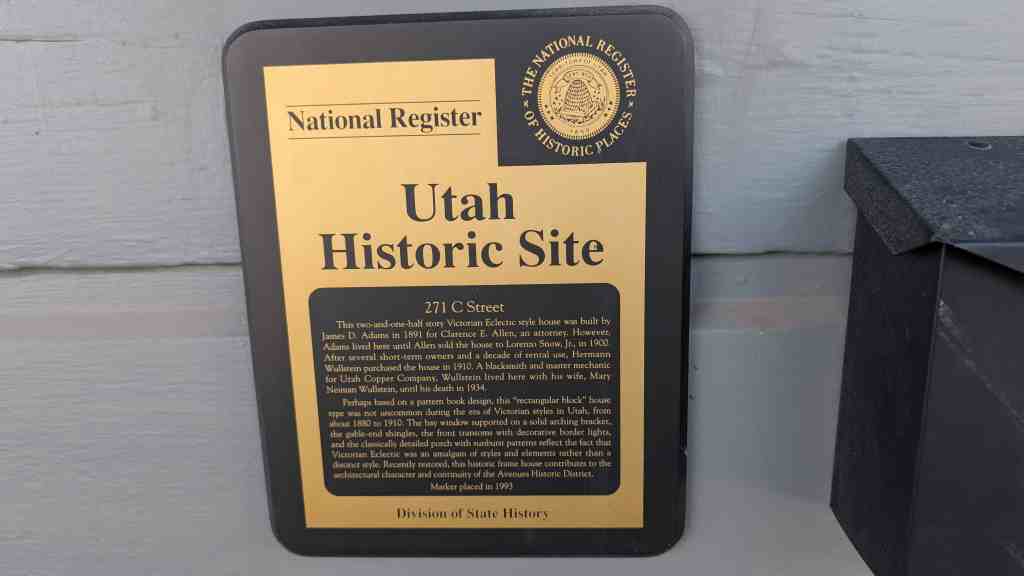 National Register
THE NATIONAL REGISTER
OF HISTORIC PLACES
Utah
Historic Site
271 C Street
This two-and-one-half story Victorian Eclectic style house was built by
James D. Adams in 1891 for Clarence E. Allen, an attorney. However,
Adams lived here until Allen sold the house to Lorenzo Snow, Jr., in 1900.
After several short-term owners and a decade of rental use, Hermann
Wullstein purchased the house in 1910. A blacksmith and master mechanic
for Utah Copper Company, Wullstein lived here with his wife, Mary
Neiman Wullstein, until his death in 1934.
Perhaps based on a pattern book design, this "rectangular block" house
type was not uncommon during the era of Victorian styles in Utah, from
about 1880 to 1910. The bay window supported on a solid arching bracket,
the gable-end shingles, the front transoms with decorative border lights,
and the classically detailed porch with sunburst patterns reflect the fact that
Victorian Eclectic was an amalgam of styles and elements rather than a
distinct style. Recently restored, this historic frame house contributes to the
architectural character and continuity of the Avenues Historic District.
Marker placed in 1993
Division of State History